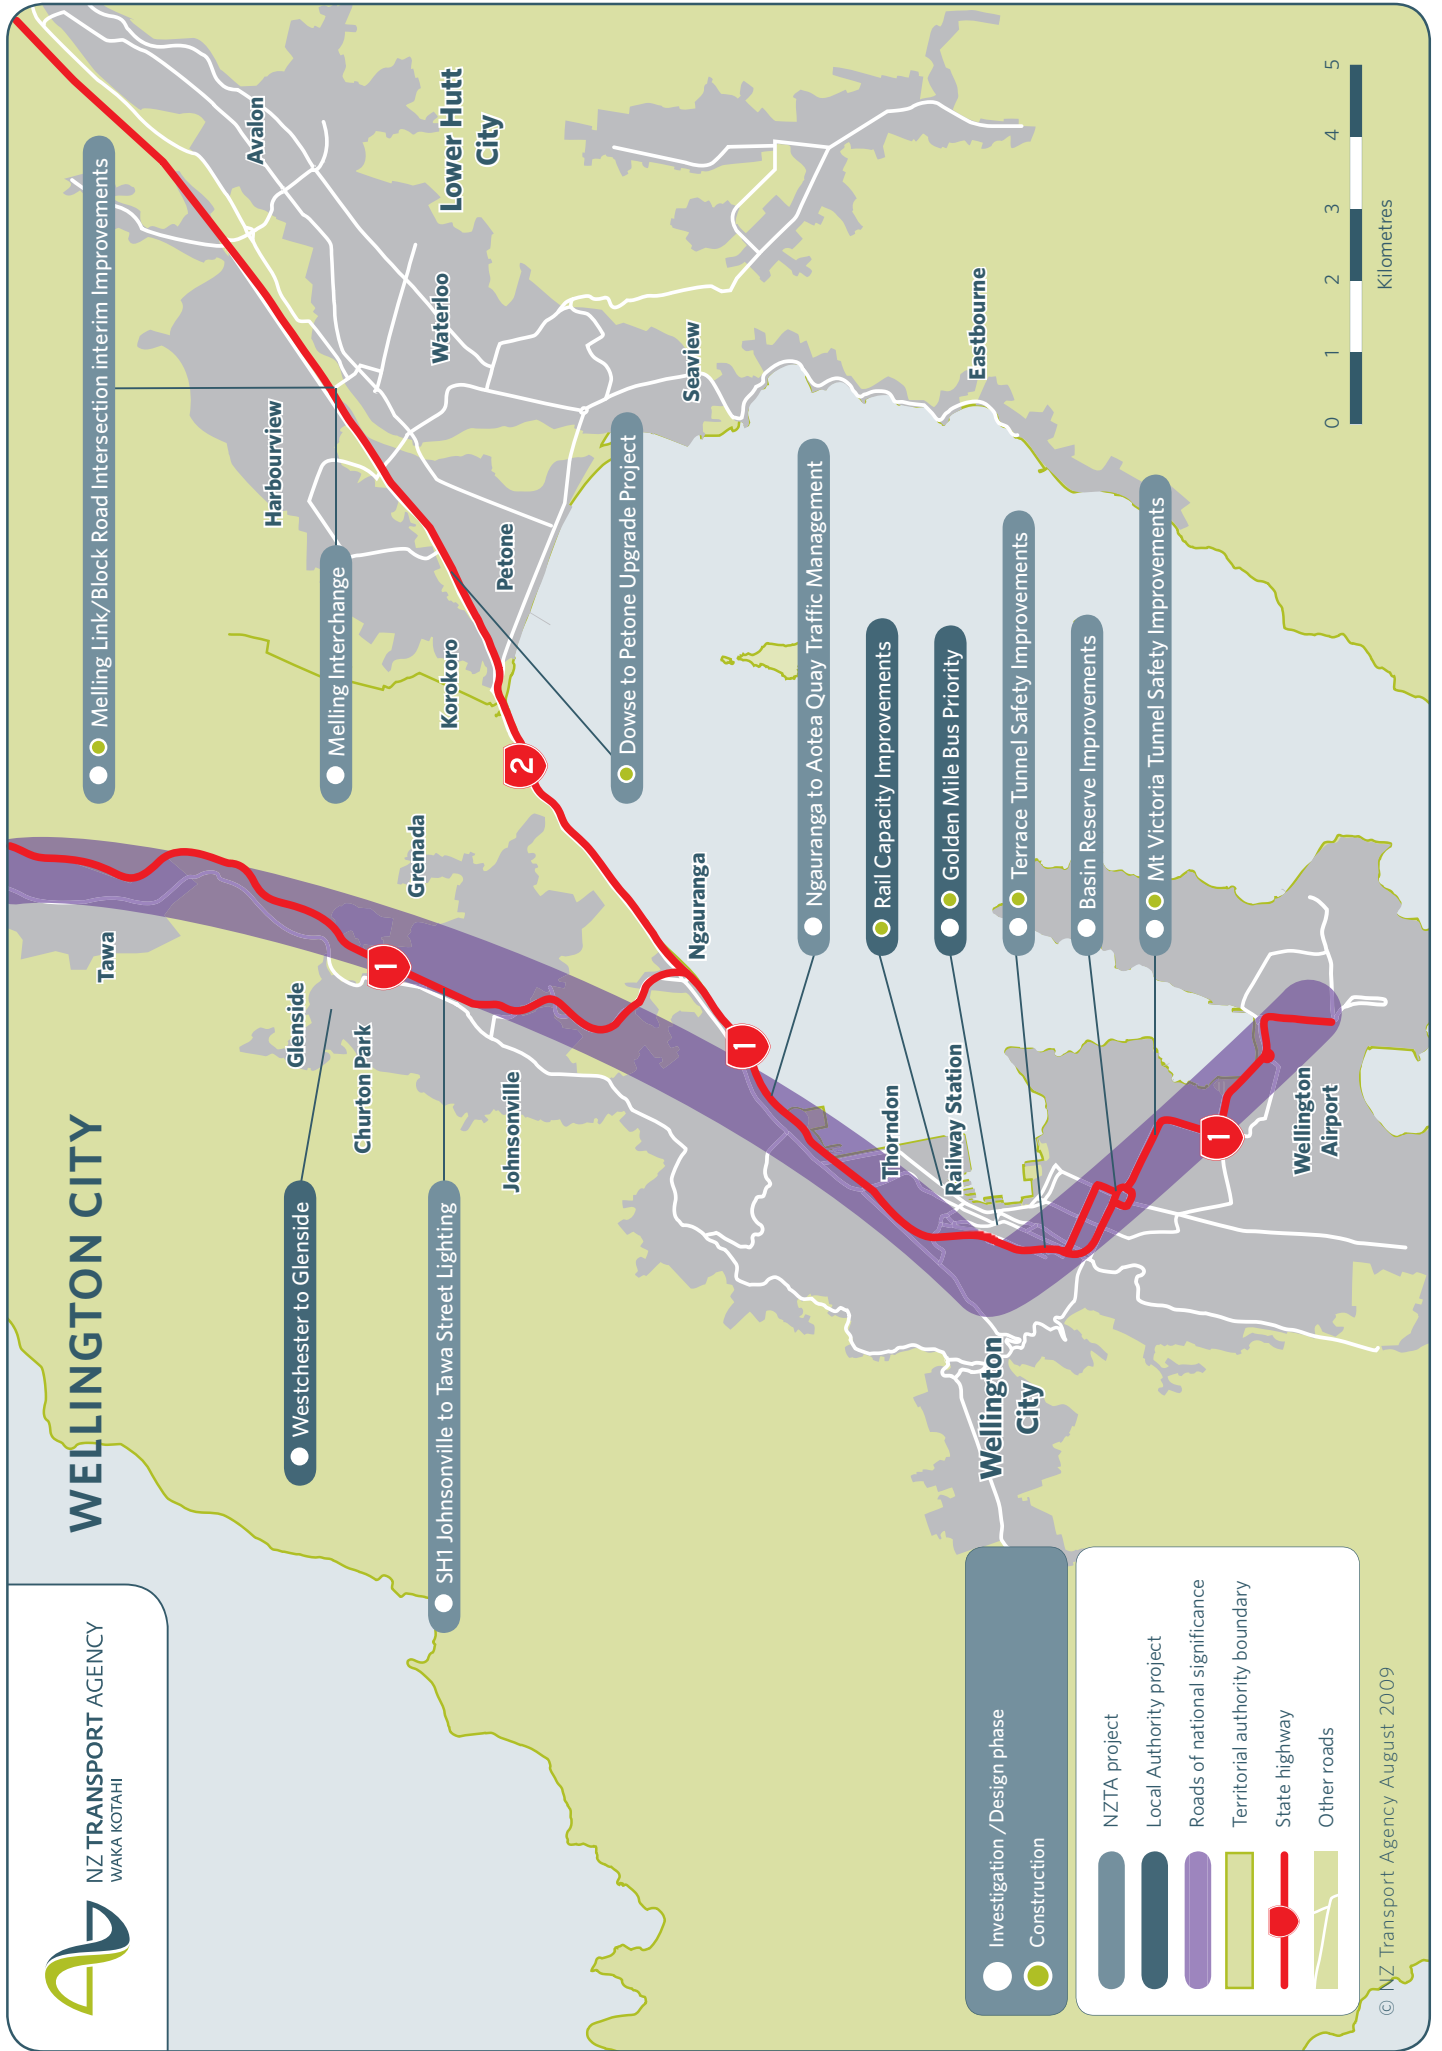 NZ TRANSPORT AGENCY
WAKA KOTAHI
WELLINGTON CITY
Melling Link/Block Road Intersection interim Improvements
Melling Interchange
Dowse to Petone Upgrade Project
Westchester to Glenside
SH1 Johnsonville to Tawa Street Lighting
Ngauranga to Aotea Quay Traffic Management
Rail Capacity Improvements
Golden Mile Bus Priority
Terrace Tunnel Safety Improvements
Basin Reserve Improvements
Mt Victoria Tunnel Safety Improvements
Tawa
Glenside
Churton Park
Grenada
Johnsonville
Ngauranga
Korokoro
Petone
Harbourview
Avalon
Lower Hutt
City
Waterloo
Seaview
Eastbourne
Thorndon
Railway Station
Wellington
City
Wellington
Airport
1
2
1
1
Investigation /Design phase
Construction
NZTA project
Local Authority project
Roads of national significance
Territorial authority boundary
State highway
Other roads
0 1 2 3 4 5
Kilometres
© NZ Transport Agency August 2009